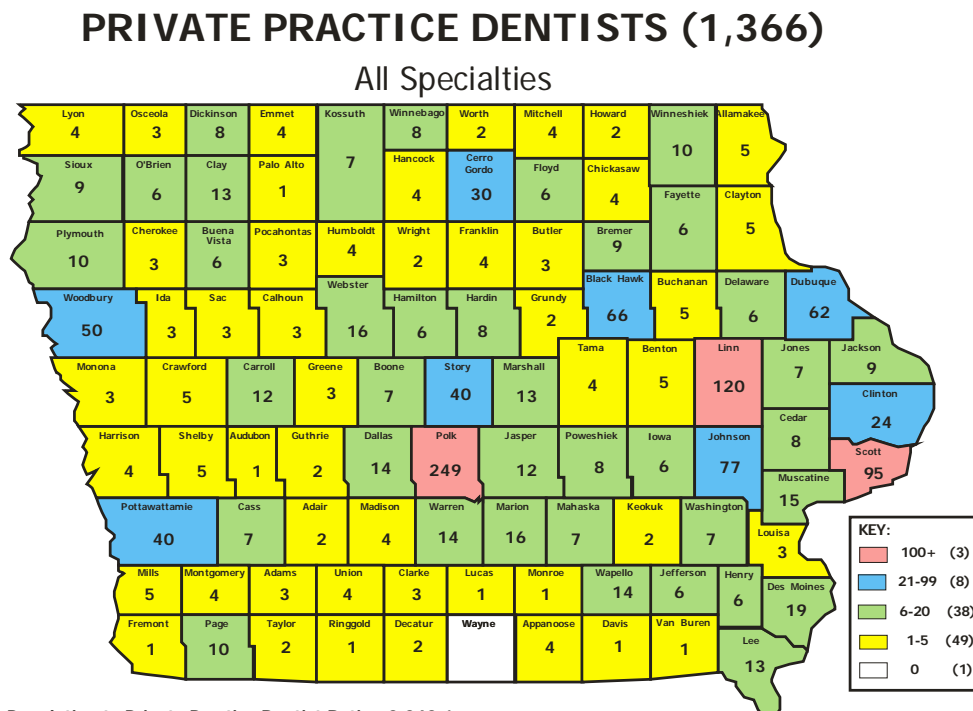 PRIVATE PRACTICE DENTISTS (1,366)
All Specialties
Lyon 4
Osceola 3
Dickinson 8
Emmet 4
Kossuth 7
Winnebago 8
Worth 2
Mitchell 4
Howard 2
Winneshiek 10
Allamakee 5
Sioux 9
O'Brien 6
Clay 13
Palo Alto 1
Hancock 4
Cerro Gordo 30
Floyd 6
Chickasaw 4
Fayette 6
Clayton 5
Plymouth 10
Cherokee 3
Buena Vista 6
Pocahontas 3
Humboldt 4
Wright 2
Franklin 4
Butler 3
Bremer 9
Woodbury 50
Ida 3
Sac 3
Calhoun 3
Webster 16
Hamilton 6
Hardin 8
Grundy 2
Black Hawk 66
Buchanan 5
Delaware 6
Dubuque 62
Monona 3
Crawford 5
Carroll 12
Greene 3
Boone 7
Story 40
Marshall 13
Tama 4
Benton 5
Linn 120
Jones 7
Jackson 9
Clinton 24
Harrison 4
Shelby 5
Audubon 1
Guthrie 2
Dallas 14
Polk 249
Jasper 12
Poweshiek 8
Iowa 6
Johnson 77
Cedar 8
Scott 95
Muscatine 15
Pottawattamie 40
Cass 7
Adair 2
Madison 4
Warren 14
Marion 16
Mahaska 7
Keokuk 2
Washington 7
Louisa 3
Mills 5
Montgomery 4
Adams 3
Union 4
Clarke 3
Lucas 1
Monroe 1
Wapello 14
Jefferson 6
Henry 6
Des Moines 19
Fremont 1
Page 10
Taylor 2
Ringgold 1
Decatur 2
Wayne
Appanoose 4
Davis 1
Van Buren 1
Lee 13
KEY:
100+ (3)
21-99 (8)
6-20 (38)
1-5 (49)
0 (1)